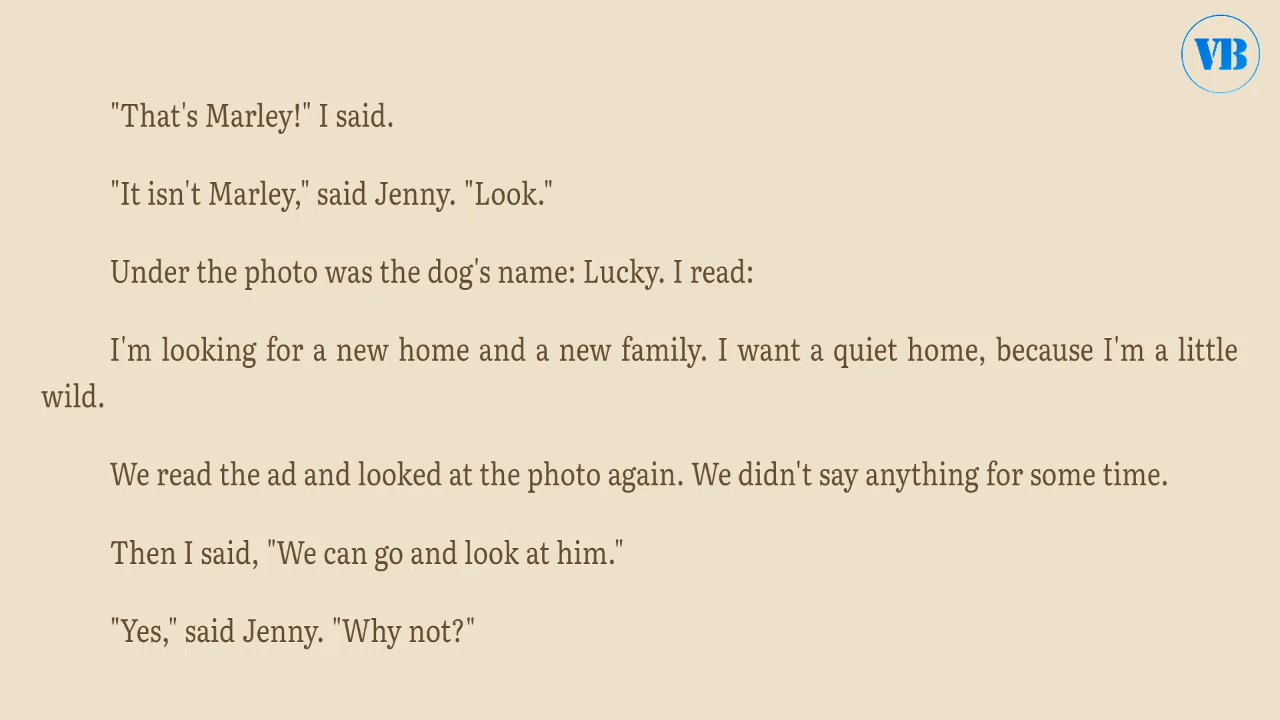 VB
"That's Marley!" I said.
"It isn't Marley," said Jenny. "Look."
Under the photo was the dog's name: Lucky. I read:
I'm looking for a new home and a new family. I want a quiet home, because I'm a little
wild.
We read the ad and looked at the photo again. We didn't say anything for some time.
Then I said, "We can go and look at him."
"Yes," said Jenny. "Why not?"